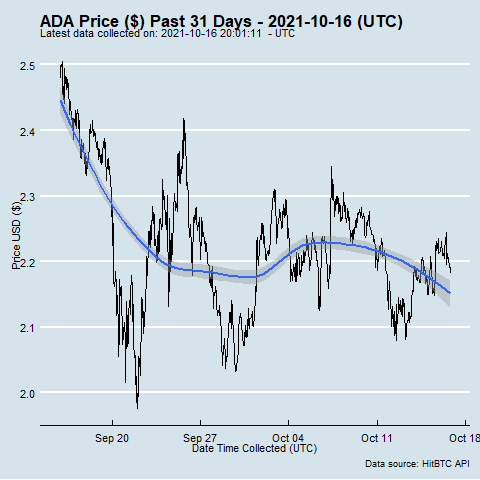 ADA Price ($) Past 31 Days - 2021-10-16 (UTC)
Latest data collected on: 2021-10-16 20:01:11 - UTC
2.5
2.4
2.3
2.2
2.1
2.0
Price USD ($)
Sep 20
Sep 27
Oct 04
Oct 11
Oct 18
Date Time Collected (UTC)
Data source: HitBTC API